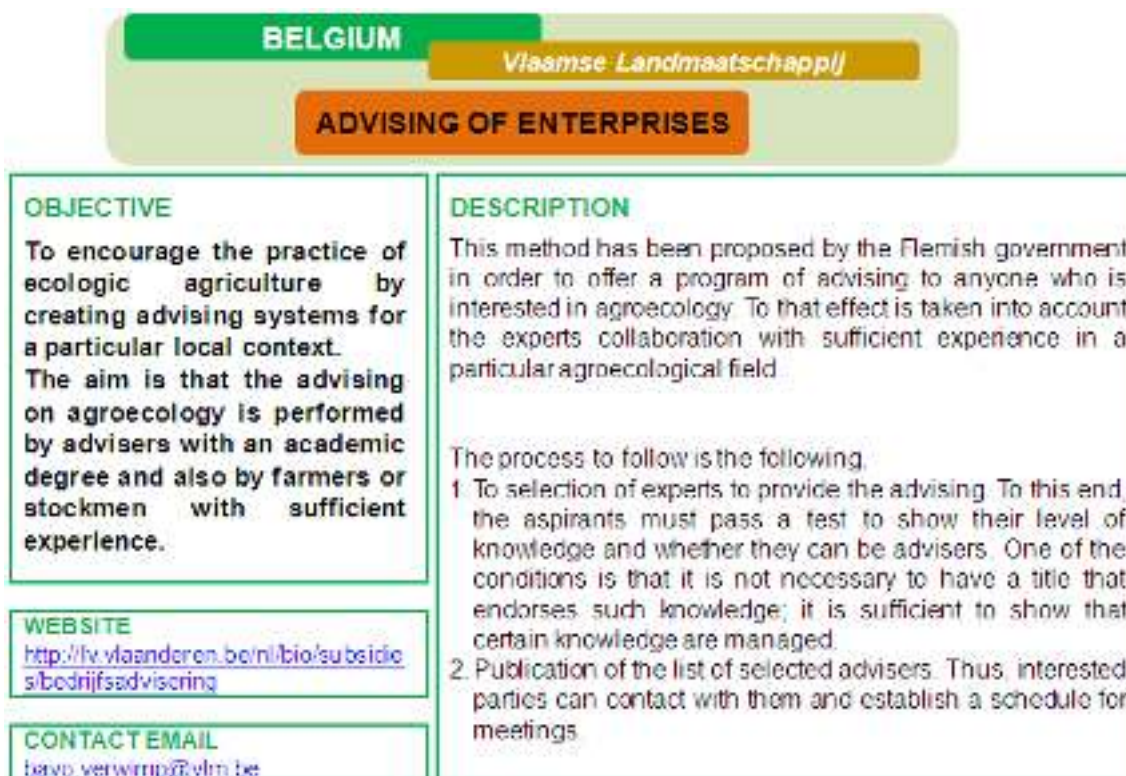 BELGIUM
Vlaamse Landmaatschappij
ADVISING OF ENTERPRISES
OBJECTIVE
To encourage the practice of
ecologic agriculture by
creating advising systems for
a particular local context.
The aim is that the advising
on agroecology is performed
by advisers with an academic
degree and also by farmers or
stockmen with sufficient
experience.
WEBSITE
http://lv.vlaanderen.be/nl/bio/subsidie
s/bedrijfsadvisering
CONTACT EMAIL
bavo.verwimp@vlm.be
DESCRIPTION
This method has been proposed by the Flemish government
in order to offer a program of advising to anyone who is
interested in agroecology. To that effect is taken into account
the experts collaboration with sufficient experience in a
particular agroecological field.
The process to follow is the following.
1. To selection of experts to provide the advising. To this end,
the aspirants must pass a test to show their level of
knowledge and whether they can be advisers. One of the
conditions is that it is not necessary to have a title that
endorses such knowledge; it is sufficient to show that
certain knowledge are managed.
2. Publication of the list of selected advisers. Thus, interested
parties can contact with them and establish a schedule for
meetings.